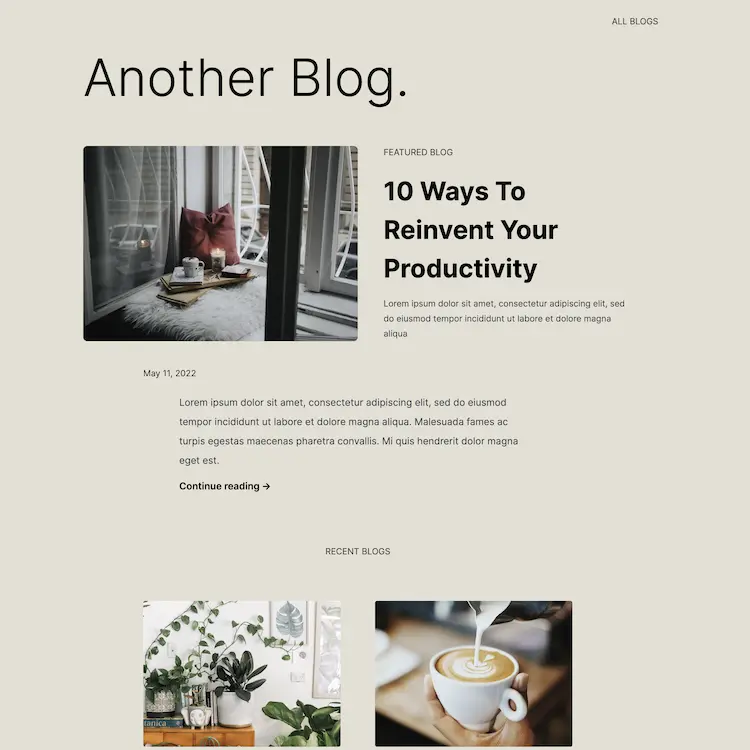 ALL BLOGS
Another Blog.
FEATURED BLOG
10 Ways To
Reinvent Your
Productivity
Lorem ipsum dolor sit amet, consectetur adipiscing elit, sed
do eiusmod tempor incididunt ut labore et dolore magna
aliqua
May 11, 2022
Lorem ipsum dolor sit amet, consectetur adipiscing elit, sed do eiusmod
tempor incididunt ut labore et dolore magna aliqua. Malesuada fames ac
turpis egestas maecenas pharetra convallis. Mi quis hendrerit dolor magna
eget est.
Continue reading →
RECENT BLOGS